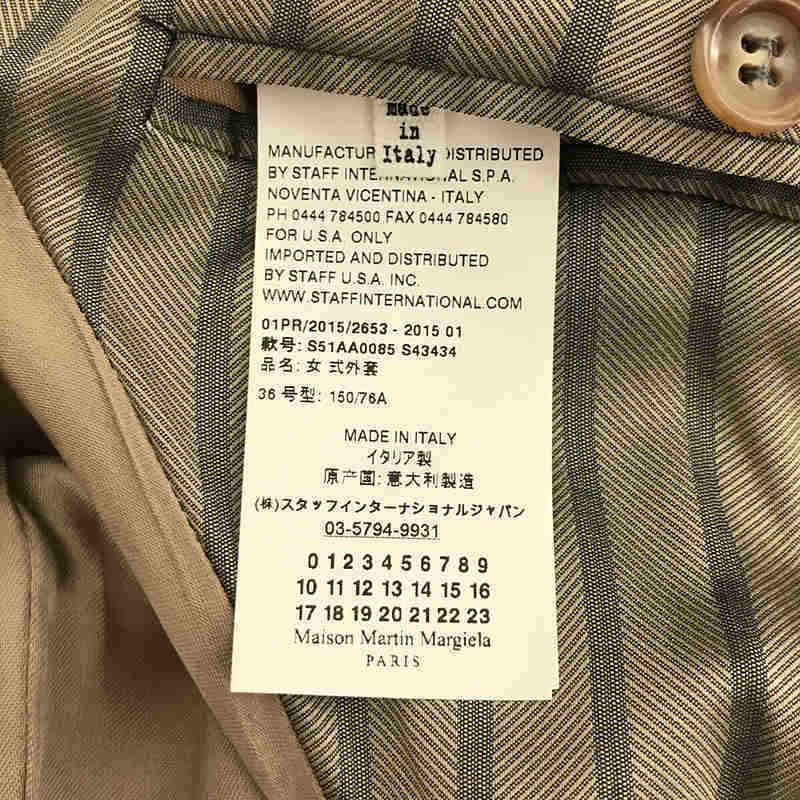 made
in
Italy
MANUFACTUR DISTRIBUTED
BY STAFF INTERNATIONAL S.P.A.
NOVENTA VICENTINA - ITALY
PH 0444 784500 FAX 0444 784580
FOR U.S.A. ONLY
IMPORTED AND DISTRIBUTED
BY STAFF U.S.A. INC.
WWW.STAFFINTERNATIONAL.COM
01PR/2015/2653 - 2015 01
款号: S51AA0085 S43434
品名: 女 式外套
36 号型: 150/76A
MADE IN ITALY
イタリア製
原产国: 意大利製造
(株)スタッフインターナショナルジャパン
03-5794-9931
0 1 2 3 4 5 6 7 8 9
10 11 12 13 14 15 16
17 18 19 20 21 22 23
Maison Martin Margiela
PARIS